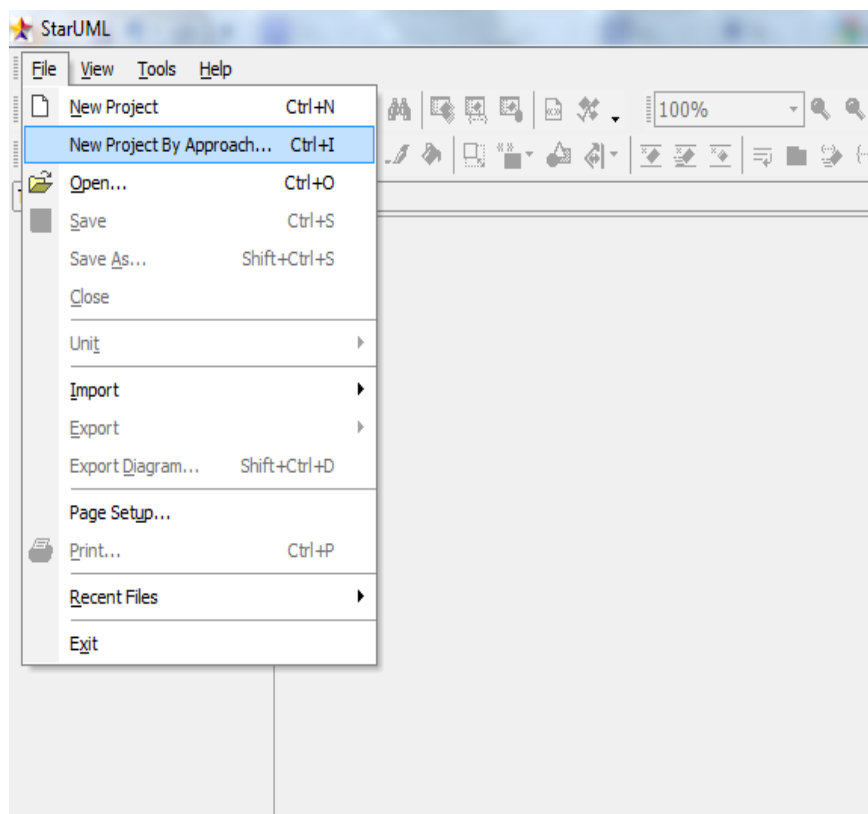 StarUML
File View Tools Help
New Project Ctrl+N
100%
New Project By Approach... Ctrl+I
Open... Ctrl+O
Save Ctrl+S
Save As... Shift+Ctrl+S
Close
Unit
Import
Export
Export Diagram... Shift+Ctrl+D
Page Setup...
Print... Ctrl+P
Recent Files
Exit